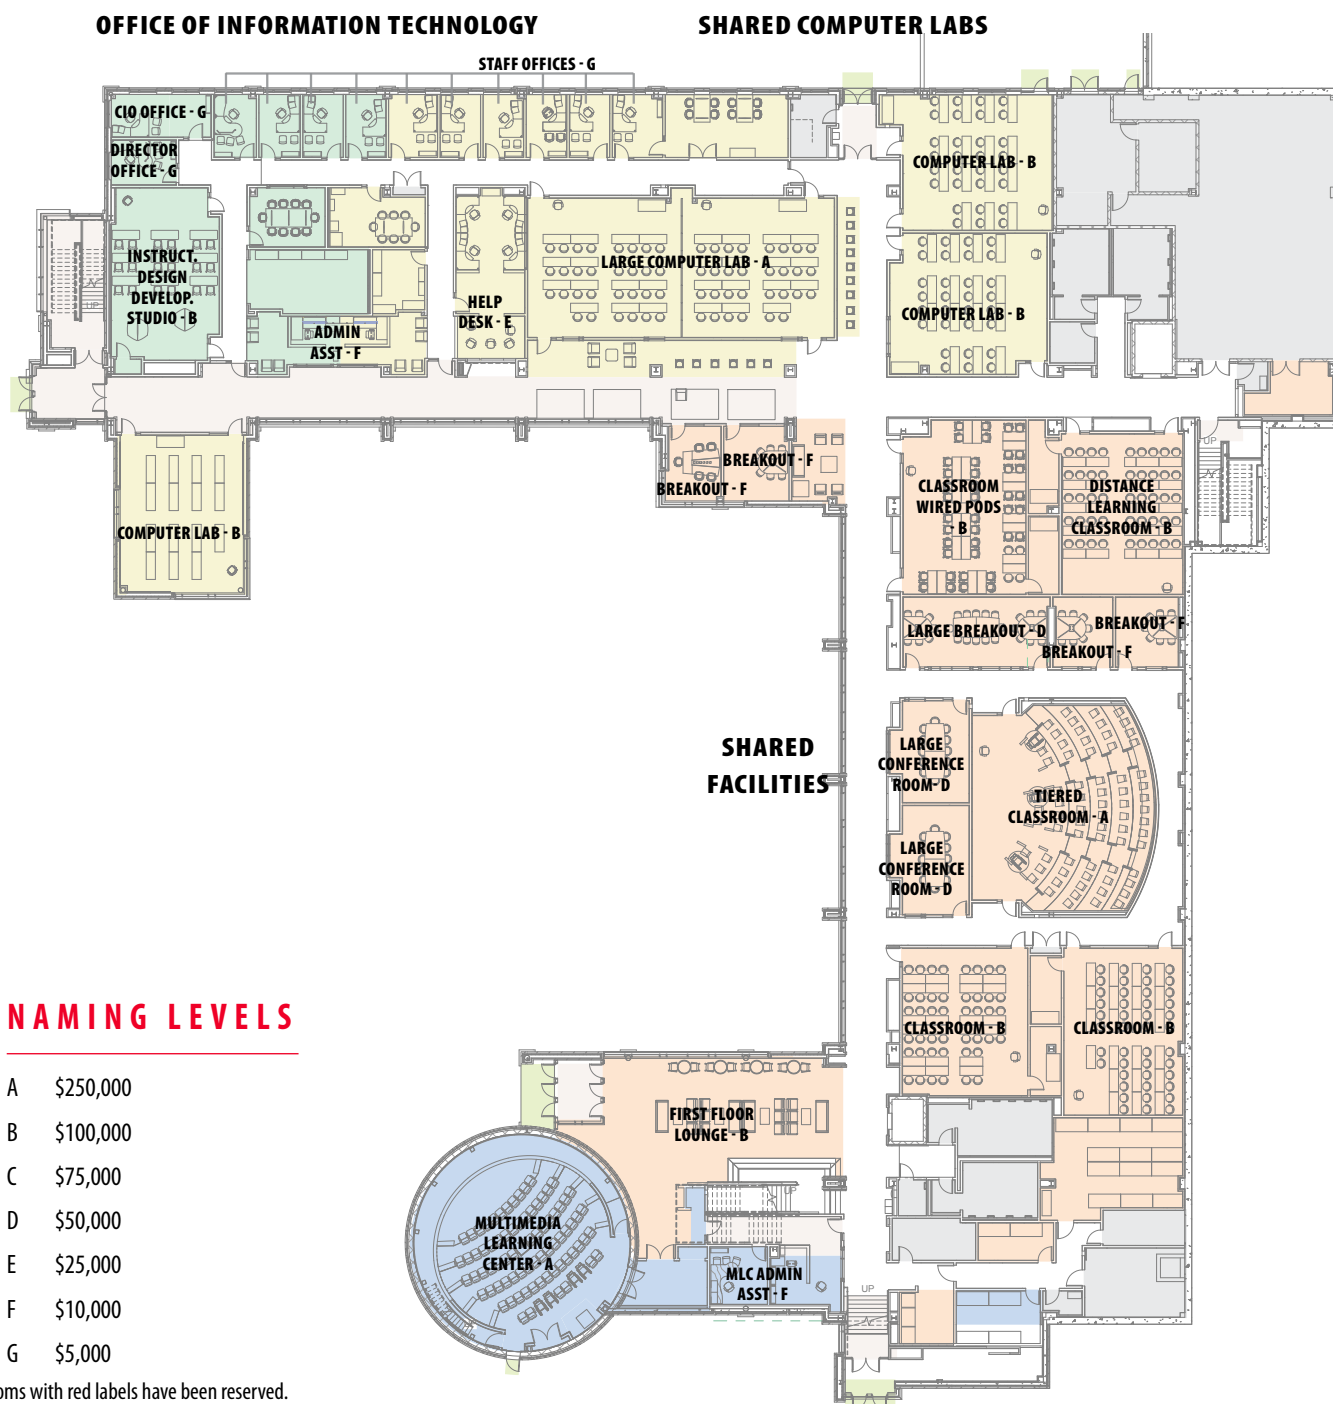 OFFICE OF INFORMATION TECHNOLOGY
SHARED COMPUTER LABS
STAFF OFFICES - G
CIO OFFICE - G
DIRECTOR
OFFICE - G
COMPUTER LAB - B
INSTRUCT.
DESIGN
DEVELOP.
STUDIO - B
UP
LARGE COMPUTER LAB - A
HELP
DESK - E
ADMIN
ASST - F
COMPUTER LAB - B
BREAKOUT - F
BREAKOUT - F
UP
CLASSROOM
WIRED PODS
- B
DISTANCE
LEARNING
CLASSROOM - B
COMPUTER LAB - B
LARGE BREAKOUT - D
BREAKOUT - F
BREAKOUT - F
SHARED
FACILITIES
LARGE
CONFERENCE
ROOM - D
TIERED
CLASSROOM - A
LARGE
CONFERENCE
ROOM - D
CLASSROOM - B
CLASSROOM - B
NAMING LEVELS
A $250,000
B $100,000
C $75,000
D $50,000
E $25,000
F $10,000
G $5,000
oms with red labels have been reserved.
FIRST FLOOR
LOUNGE - B
UP
MULTIMEDIA
LEARNING
CENTER - A
MLC ADMIN
ASST - F
UP